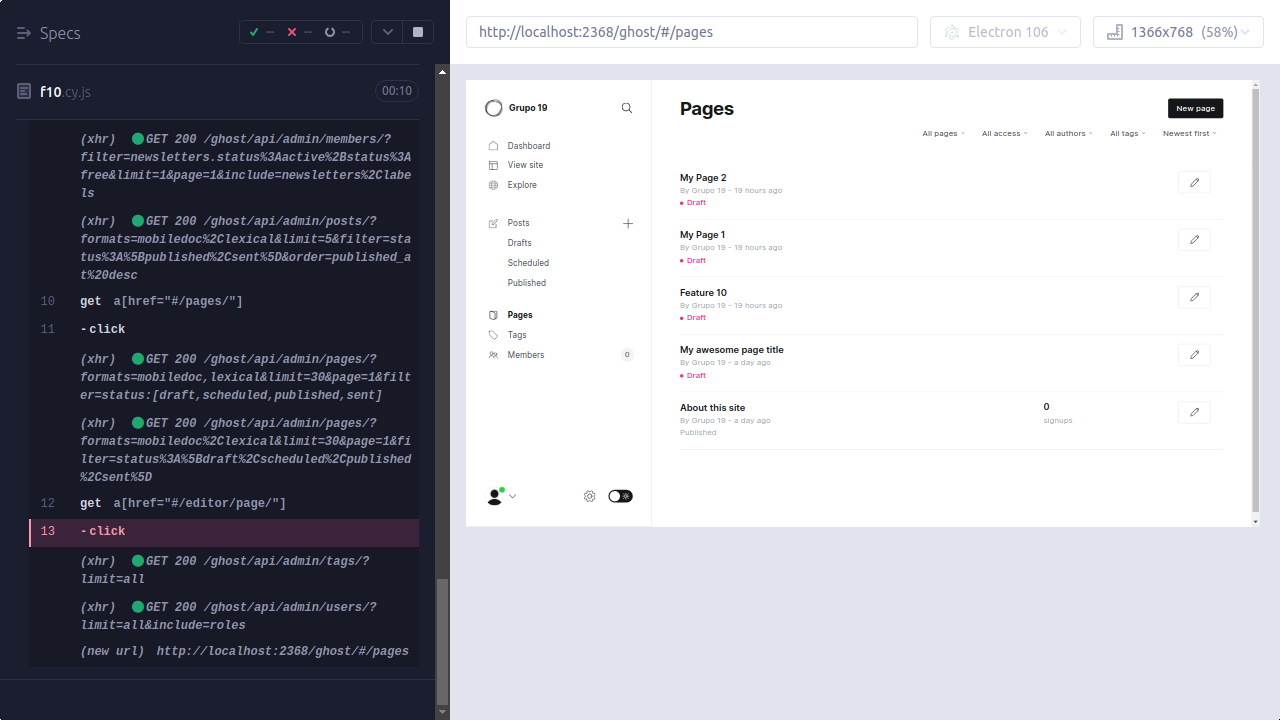 Specs
--
--
--
f10.cy.js
00:10
(xhr) GET 200 /ghost/api/admin/members/?
filter=newsletters.status%3Aactive%2Bstatus%3A
free&limit=1&page=1&include=newsletters%2Clabe
ls
(xhr) GET 200 /ghost/api/admin/posts/?
formats=mobiledoc%2Clexical&limit=5&filter=sta
tus%3A%5Bpublished%2Csent%5D&order=published_a
t%20desc
10 get a[href="#/pages/"]
11 -click
(xhr) GET 200 /ghost/api/admin/pages/?
formats=mobiledoc,lexical&limit=30&page=1&filt
er=status:[draft,scheduled,published,sent]
(xhr) GET 200 /ghost/api/admin/pages/?
formats=mobiledoc%2Clexical&limit=30&page=1&fi
lter=status%3A%5Bdraft%2Cscheduled%2Cpublished
%2Csent%5D
12 get a[href="#/editor/page/"]
13 -click
(xhr) GET 200 /ghost/api/admin/tags/?
limit=all
(xhr) GET 200 /ghost/api/admin/users/?
limit=all&include=roles
(new url) http://localhost:2368/ghost/#/pages
http://localhost:2368/ghost/#/pages
Electron 106
1366x768 (58%)
Grupo 19
Dashboard
View site
Explore
Posts
Drafts
Scheduled
Published
Pages
Tags
Members 0
Pages
New page
All pages
All access
All authors
All tags
Newest first
My Page 2
By Grupo 19 - 19 hours ago
Draft
My Page 1
By Grupo 19 - 19 hours ago
Draft
Feature 10
By Grupo 19 - 19 hours ago
Draft
My awesome page title
By Grupo 19 - a day ago
Draft
About this site
By Grupo 19 - a day ago
Published
0
signups